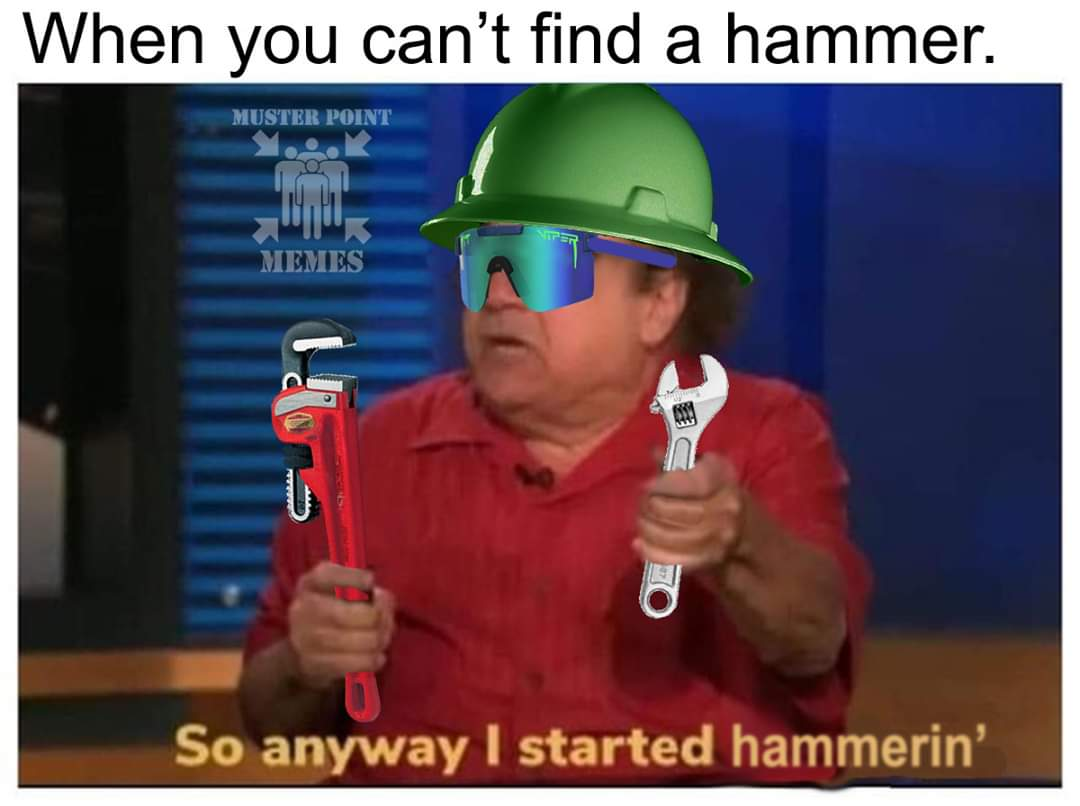 When you can’t find a hammer.
MUSTER POINT
MEMES
VIPER
So anyway I started hammerin’